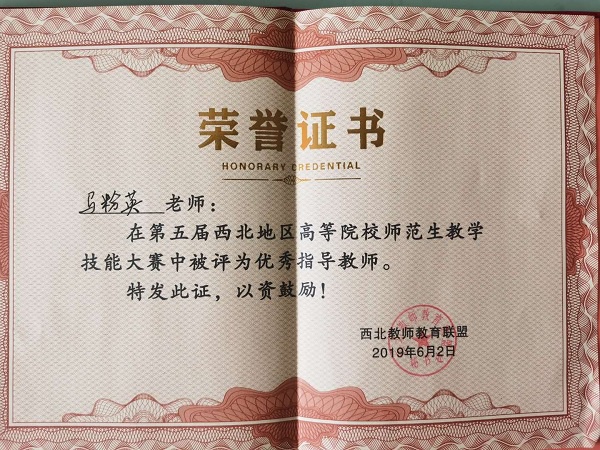 荣誉证书
HONORARY CREDENTIAL
马粉英 老师：
在第五届西北地区高等院校师范生教学
技能大赛中被评为优秀指导教师。
特发此证，以资鼓励！
西北教师教育联盟
2019年6月2日